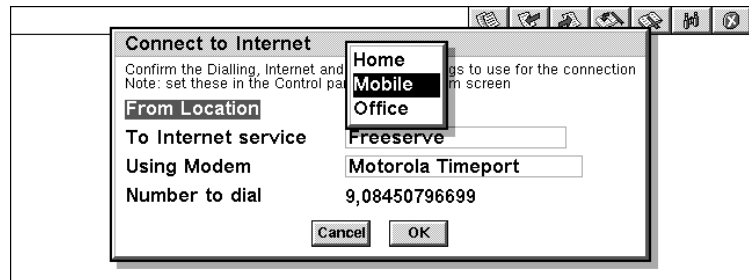 Connect to Internet
Confirm the Dialling, Internet and gs to use for the connection
Note: set these in the Control m screen
From Location
Home
Mobile
Office
To Internet service Freeserve
Using Modem Motorola Timeport
Number to dial 9,08450796699
Cancel OK